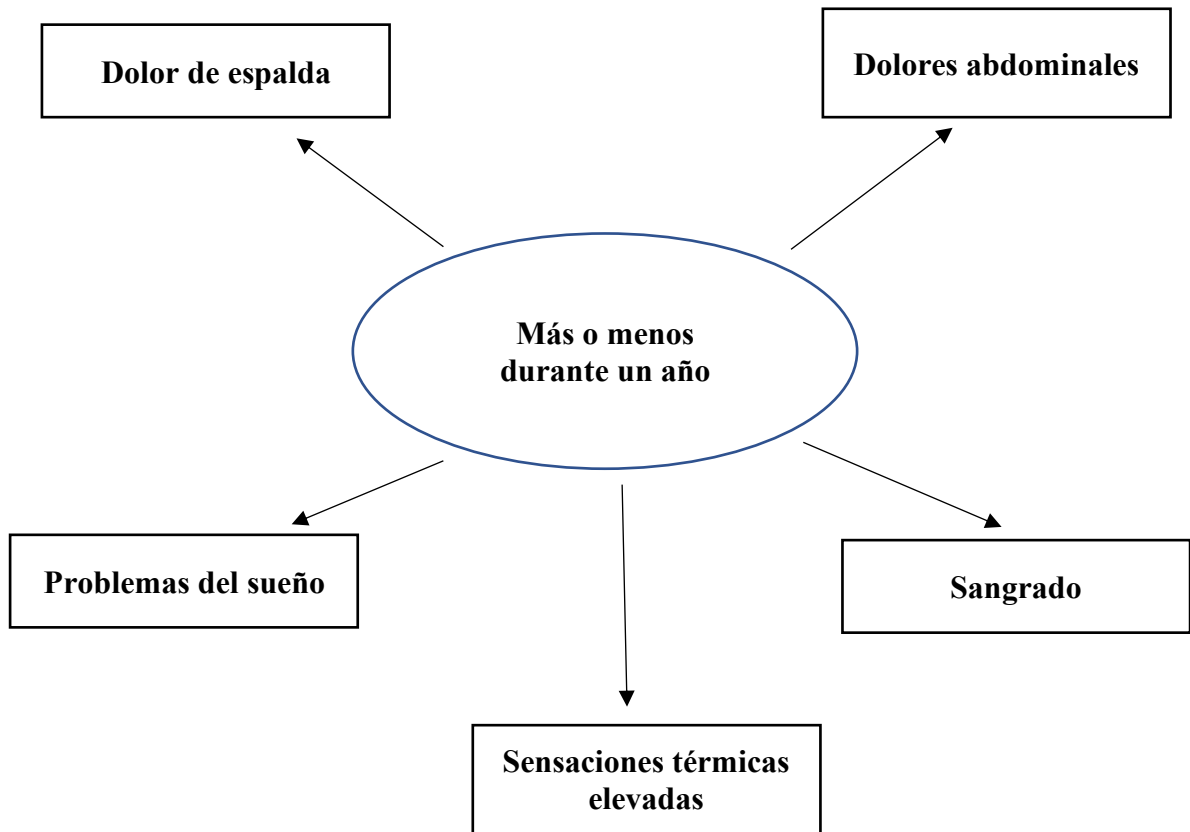 Dolor de espalda
Dolores abdominales
Más o menos
durante un año
Problemas del sueño
Sangrado
Sensaciones térmicas
elevadas